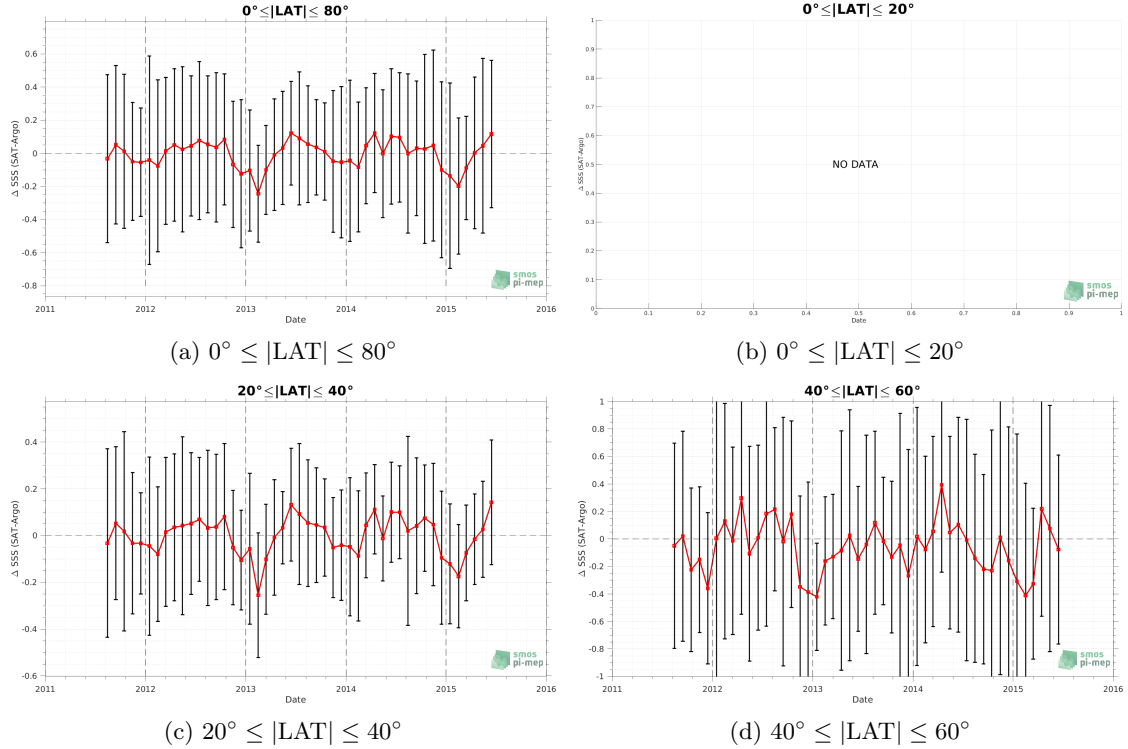 0°≤|LAT|≤ 80°
Δ SSS (SAT-Argo)
0.6
0.4
0.2
0
-0.2
-0.4
-0.6
-0.8
2011 2012 2013 2014 2015 2016
Date
smos
pi-mep
(a) 0° ≤ |LAT| ≤ 80°
0°≤|LAT|≤ 20°
Δ SSS (SAT-Argo)
1
0.9
0.8
0.7
0.6
0.5
0.4
0.3
0.2
0.1
0
NO DATA
0 0.1 0.2 0.3 0.4 0.5 0.6 0.7 0.8 0.9 1
Date
smos
pi-mep
(b) 0° ≤ |LAT| ≤ 20°
20°≤|LAT|≤ 40°
Δ SSS (SAT-Argo)
0.4
0.2
0
-0.2
-0.4
-0.6
2011 2012 2013 2014 2015 2016
Date
smos
pi-mep
(c) 20° ≤ |LAT| ≤ 40°
40°≤|LAT|≤ 60°
Δ SSS (SAT-Argo)
1
0.8
0.6
0.4
0.2
0
-0.2
-0.4
-0.6
-0.8
-1
2011 2012 2013 2014 2015 2016
Date
smos
pi-mep
(d) 40° ≤ |LAT| ≤ 60°